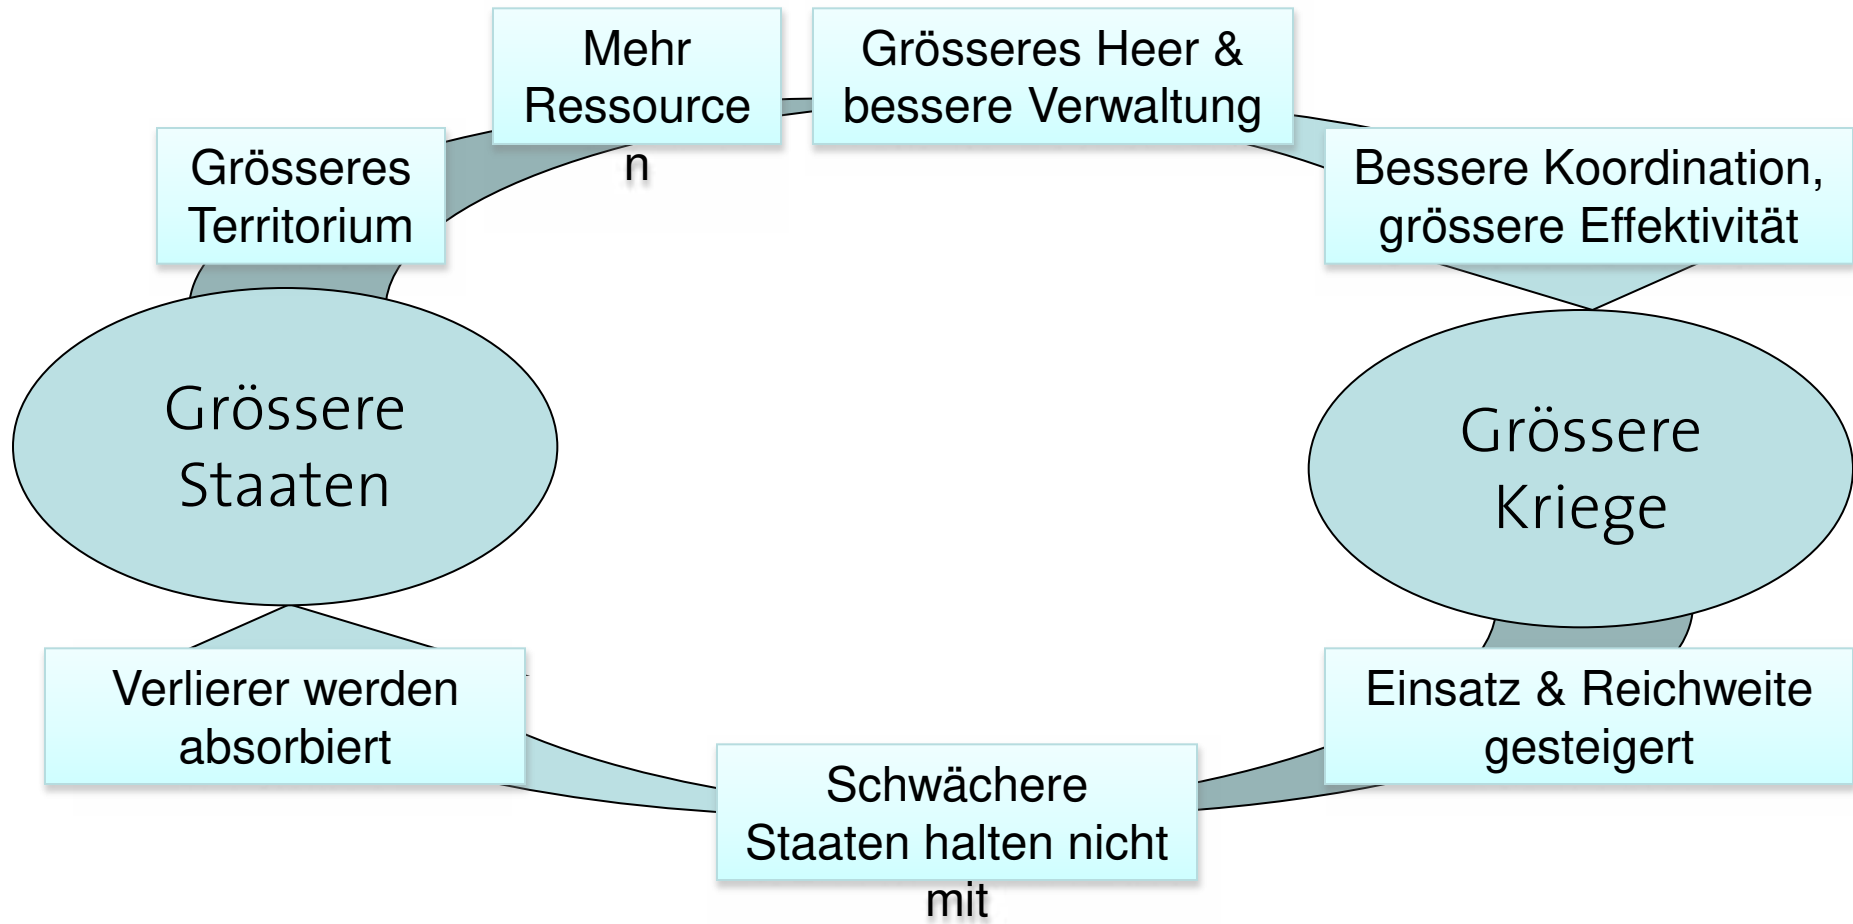 Mehr
Ressource
n
Grösseres Heer &
bessere Verwaltung
Grösseres
Territorium
Bessere Koordination,
grössere Effektivität
Grössere
Staaten
Grössere
Kriege
Verlierer werden
absorbiert
Einsatz & Reichweite
gesteigert
Schwächere
Staaten halten nicht
mit